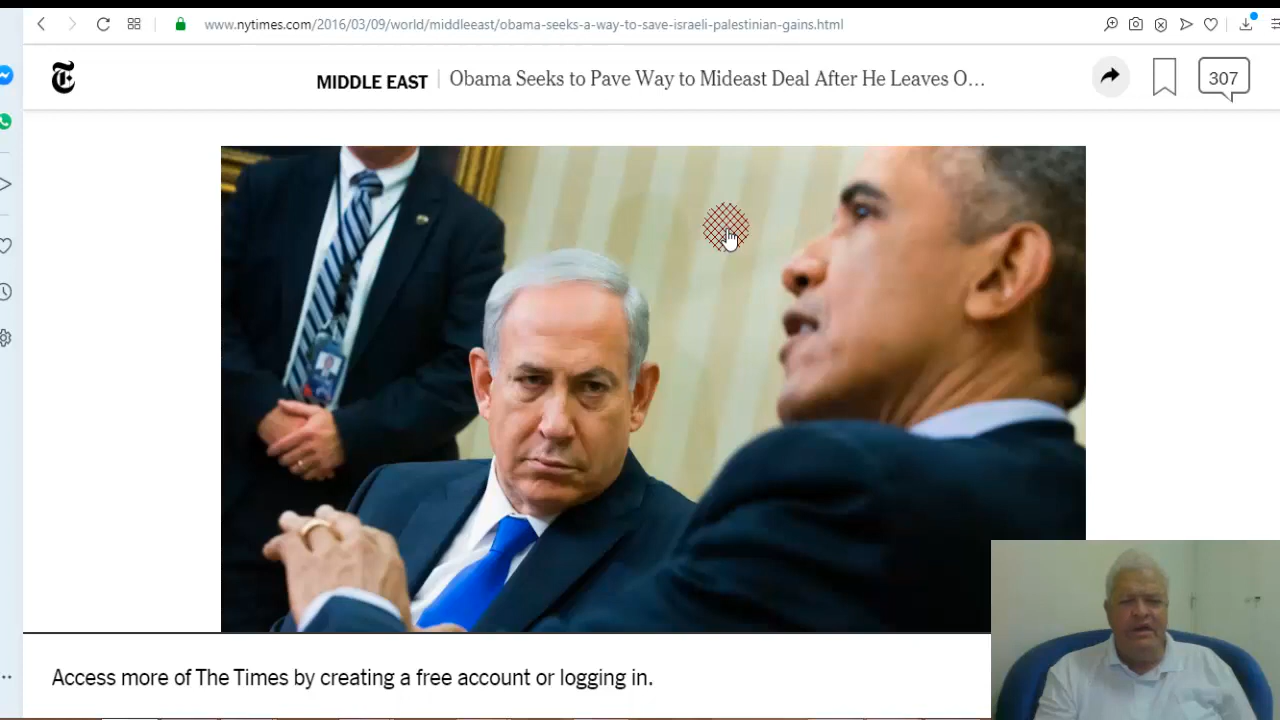 www.nytimes.com/2016/03/09/world/middleeast/obama-seeks-a-way-to-save-israeli-palestinian-gains.html
MIDDLE EAST | Obama Seeks to Pave Way to Mideast Deal After He Leaves O...
307
Access more of The Times by creating a free account or logging in.